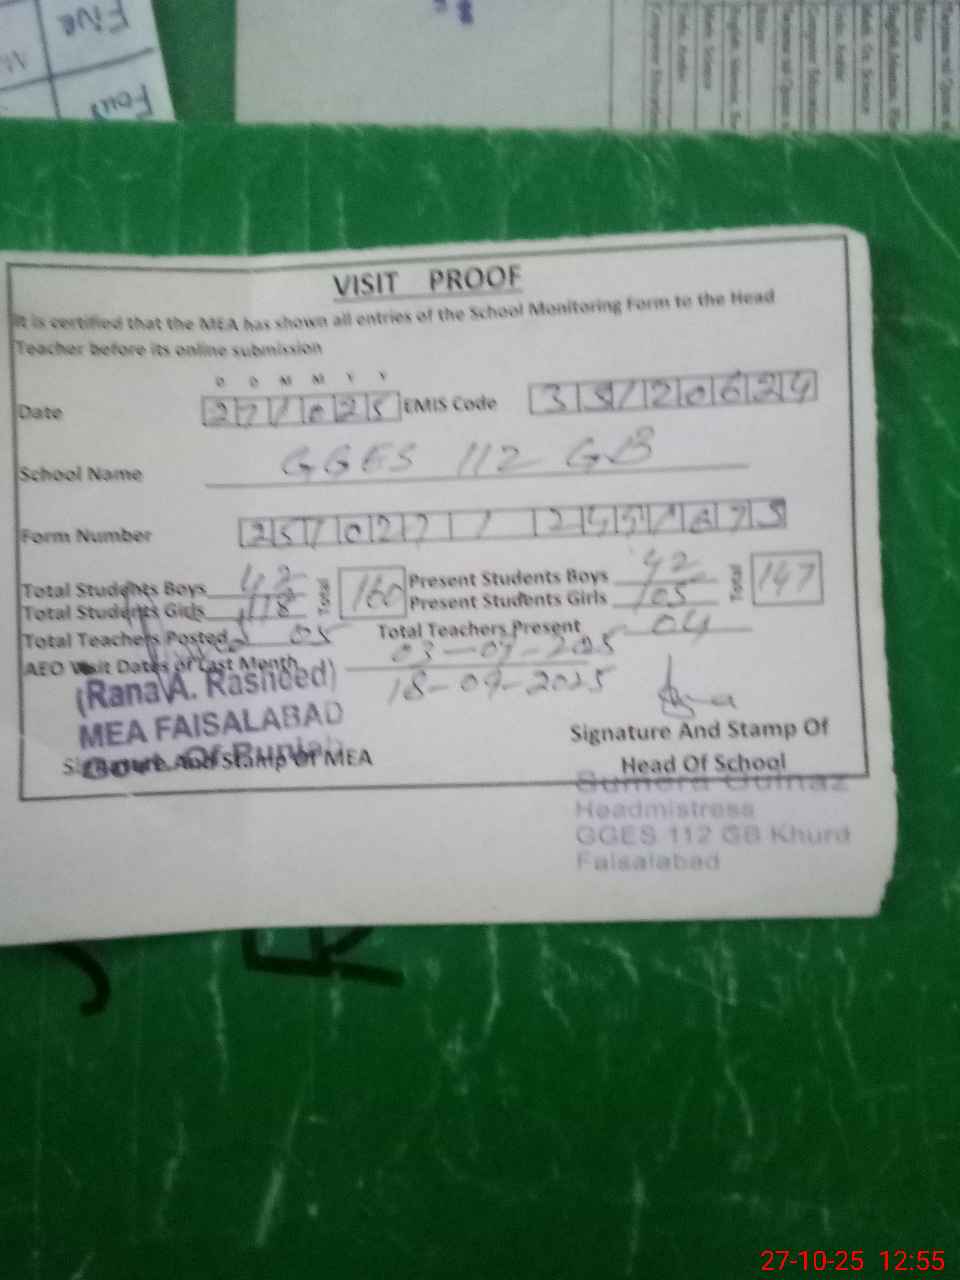 Five
Four
VISIT PROOF
It is certified that the MEA has shown all entries of the School Monitoring Form to the Head
Teacher before its online submission
D D M M Y Y
Date 271025 EMIS Code 35120624
School Name GGES 112 GB
Form Number
Total Students Boys 42 Total 160 Present Students Boys 42 Total 147
Total Students Girls 118 Present Students Girls 105
Total Teachers Posted 05 Total Teachers Present 04
AEO Visit Dates of Last Month 03-09-2025
18-09-2025
(Rana A. Rasheed)
MEA FAISALABAD
Govt. Of Punjab
Signature And Stamp Of MEA
Signature And Stamp Of
Head Of School
Sumera Gulnaz
Headmistress
GGES 112 GB Khurd
Faisalabad
27-10-25 12:55